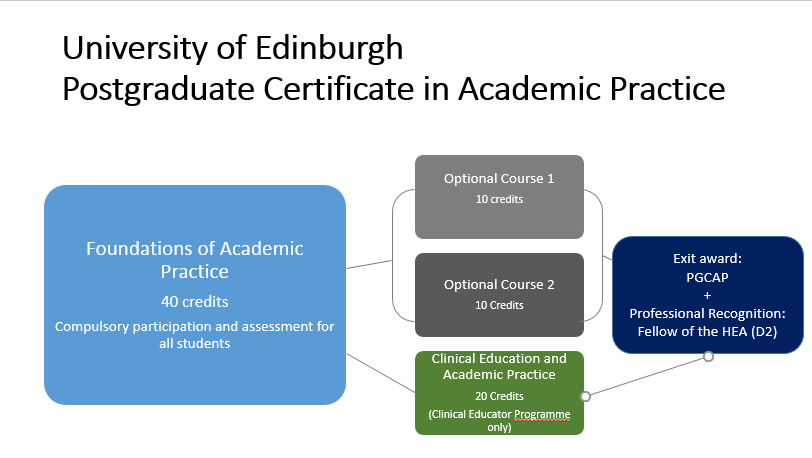 University of Edinburgh
Postgraduate Certificate in Academic Practice
Foundations of Academic
Practice
40 credits
Compulsory participation and assessment for
all students
Optional Course 1
10 credits
Optional Course 2
10 Credits
Clinical Education and
Academic Practice
20 Credits
(Clinical Educator Programme
only)
Exit award:
PGCAP
+
Professional Recognition:
Fellow of the HEA (D2)